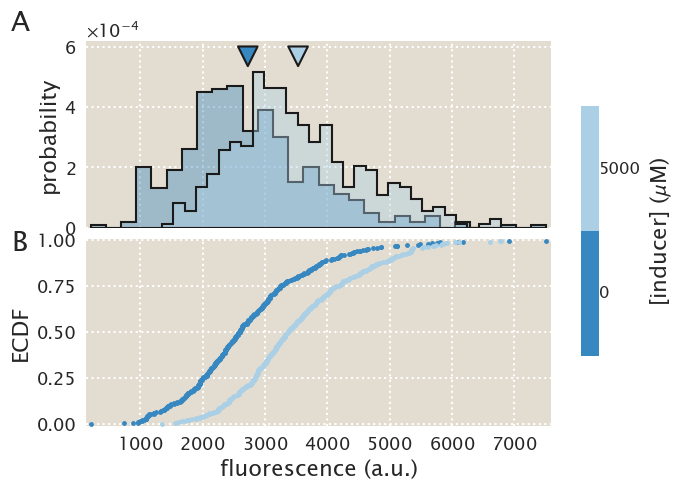 A
×10⁻⁴
6
4
2
0
probability
B
1.00
0.75
0.50
0.25
0.00
ECDF
1000 2000 3000 4000 5000 6000 7000
fluorescence (a.u.)
5000
0
[inducer] (μM)